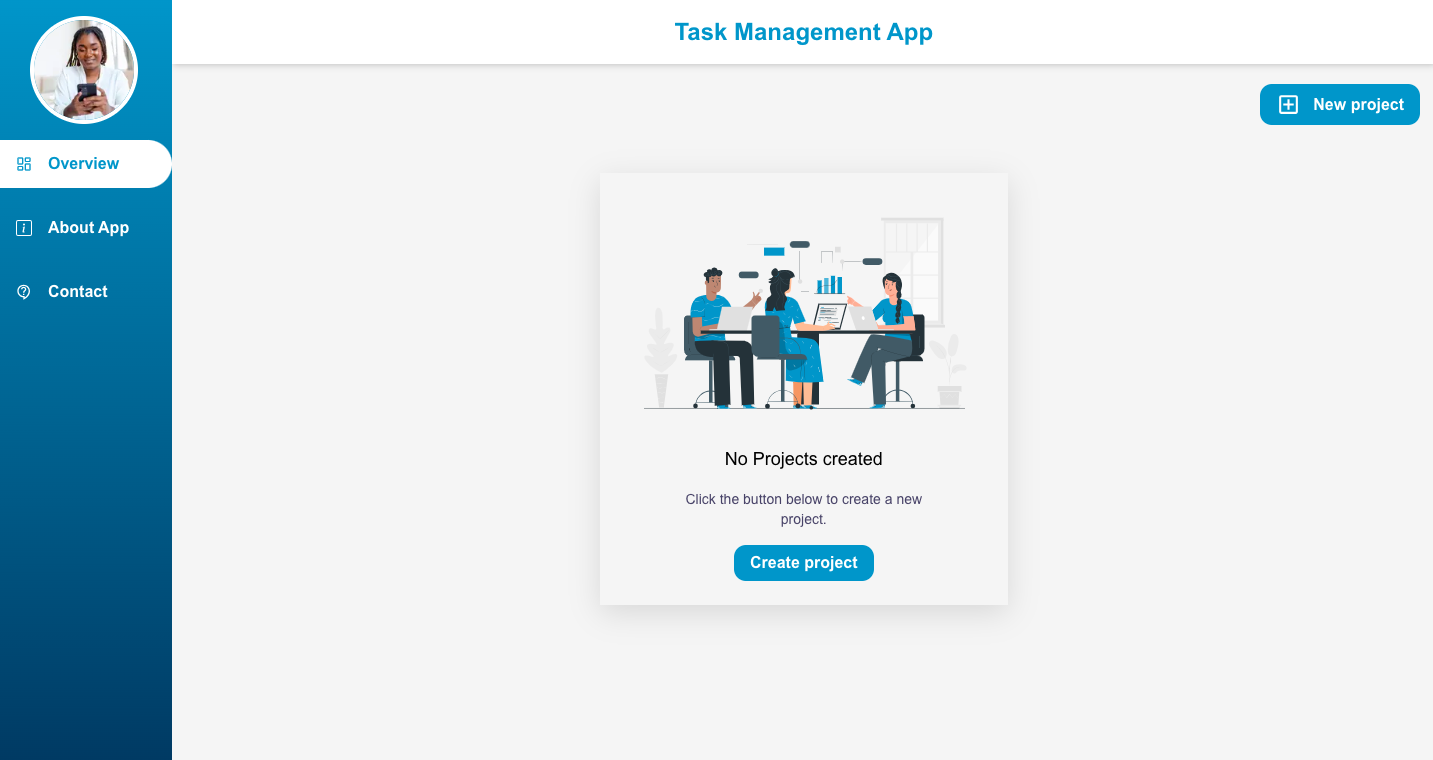 Task Management App
New project
Overview
About App
Contact
No Projects created
Click the button below to create a new
project.
Create project